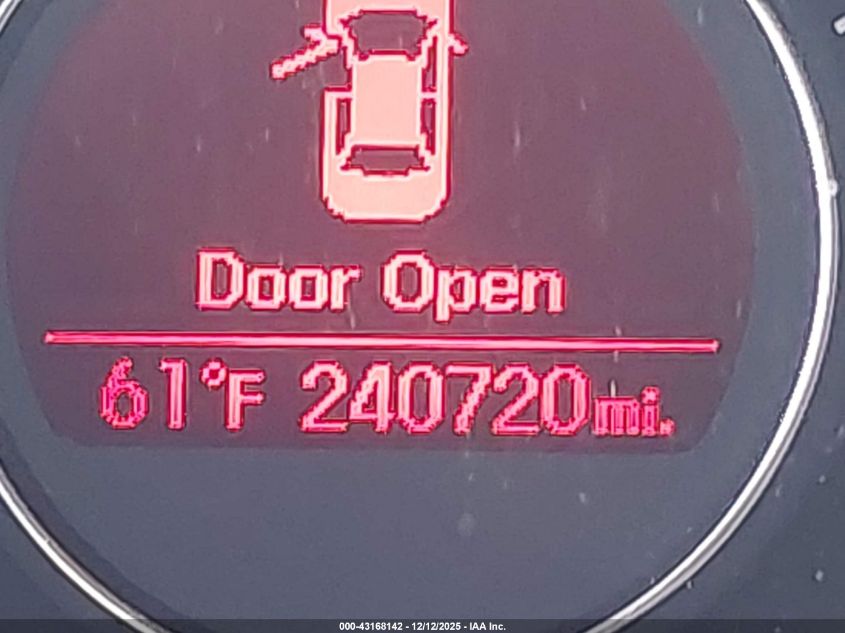 Door Open
61°F 240720mi.
000-43168142 - 12/12/2025 - IAA Inc.